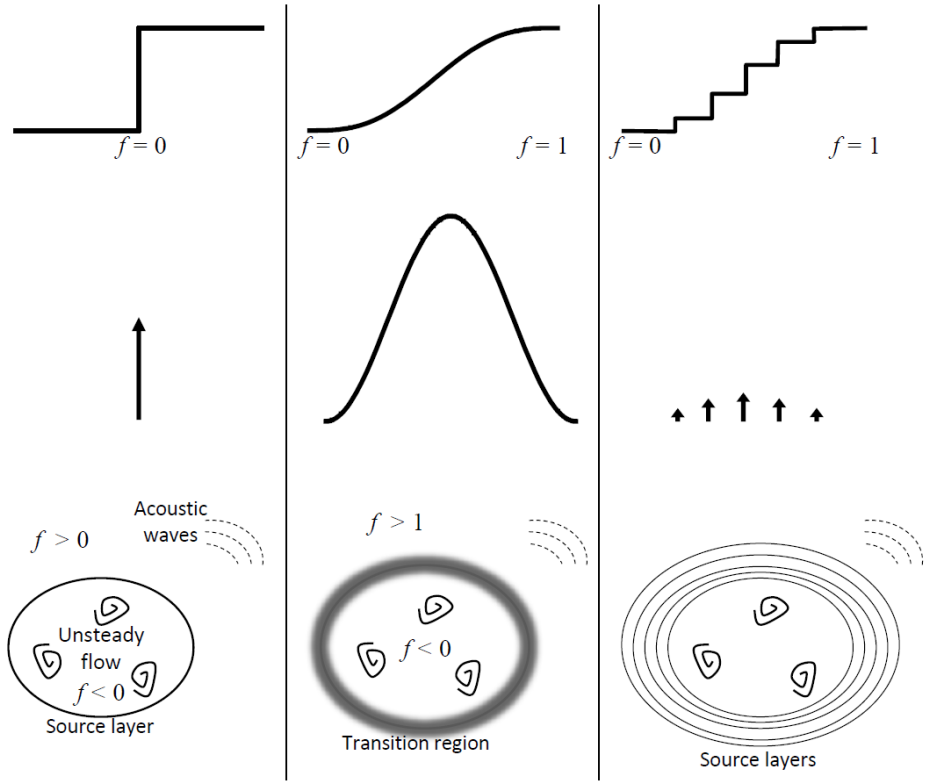 f = 0
f = 0
f = 1
f = 0
f = 1
Acoustic
waves
f > 0
Unsteady
flow
f < 0
Source layer
f > 1
f < 0
Transition region
Source layers